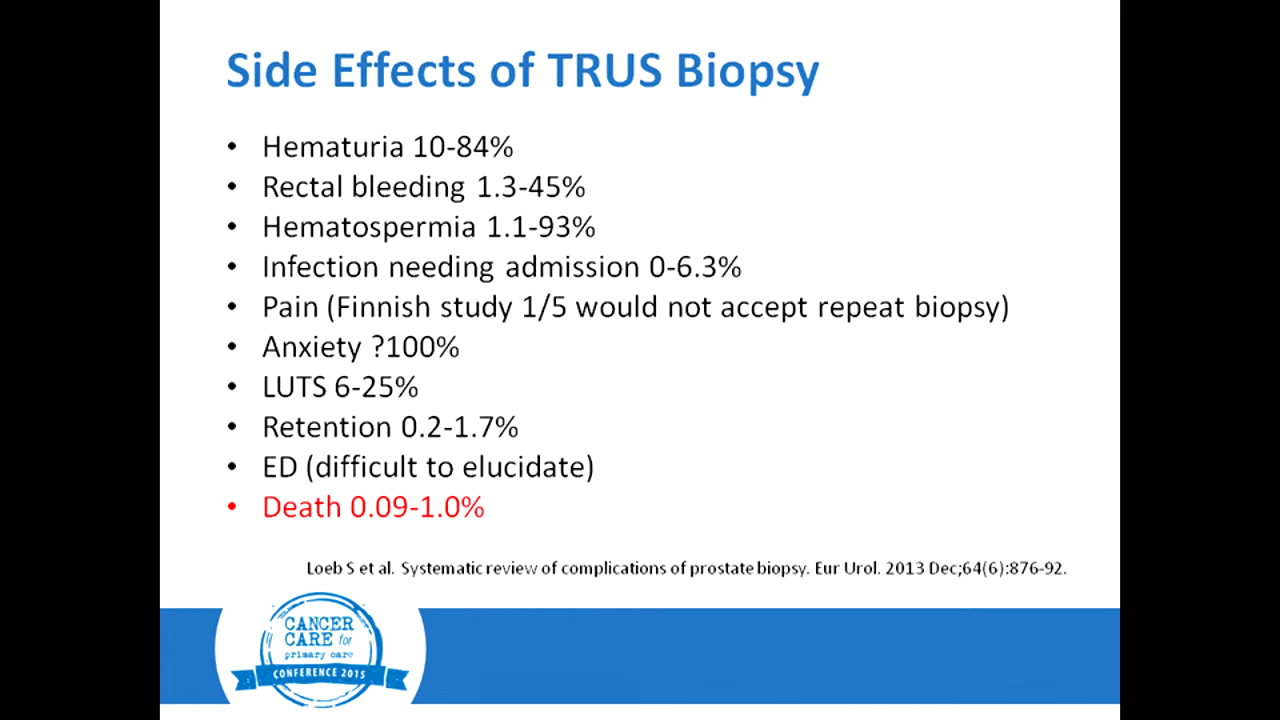 Side Effects of TRUS Biopsy
• Hematuria 10-84%
• Rectal bleeding 1.3-45%
• Hematospermia 1.1-93%
• Infection needing admission 0-6.3%
• Pain (Finnish study 1/5 would not accept repeat biopsy)
• Anxiety ?100%
• LUTS 6-25%
• Retention 0.2-1.7%
• ED (difficult to elucidate)
• Death 0.09-1.0%
Loeb S et al. Systematic review of complications of prostate biopsy. Eur Urol. 2013 Dec;64(6):876-92.
CANCER
CARE for
primary care
CONFERENCE 2015